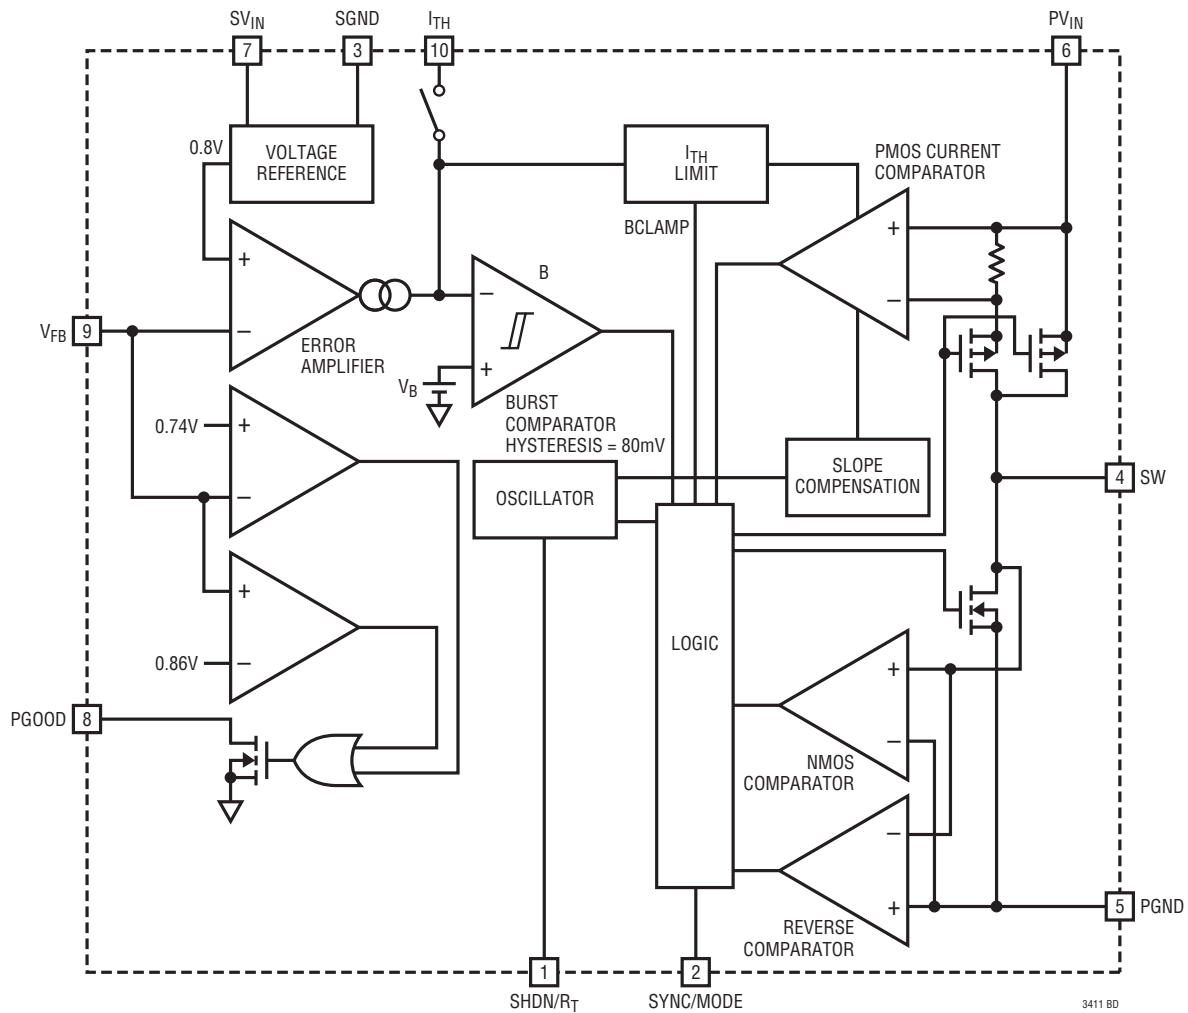 SVIN
SGND
ITH
PVIN
7
3
10
6
0.8V
VOLTAGE
REFERENCE
ITH
LIMIT
PMOS CURRENT
COMPARATOR
BCLAMP
+
–
+
–
B
–
+
VFB
9
ERROR
AMPLIFIER
VB
BURST
COMPARATOR
HYSTERESIS = 80mV
0.74V
+
–
OSCILLATOR
SLOPE
COMPENSATION
4
SW
+
0.86V
–
LOGIC
+
–
NMOS
COMPARATOR
PGOOD
8
–
+
REVERSE
COMPARATOR
5
PGND
1
2
SHDN/RT
SYNC/MODE
3411 BD